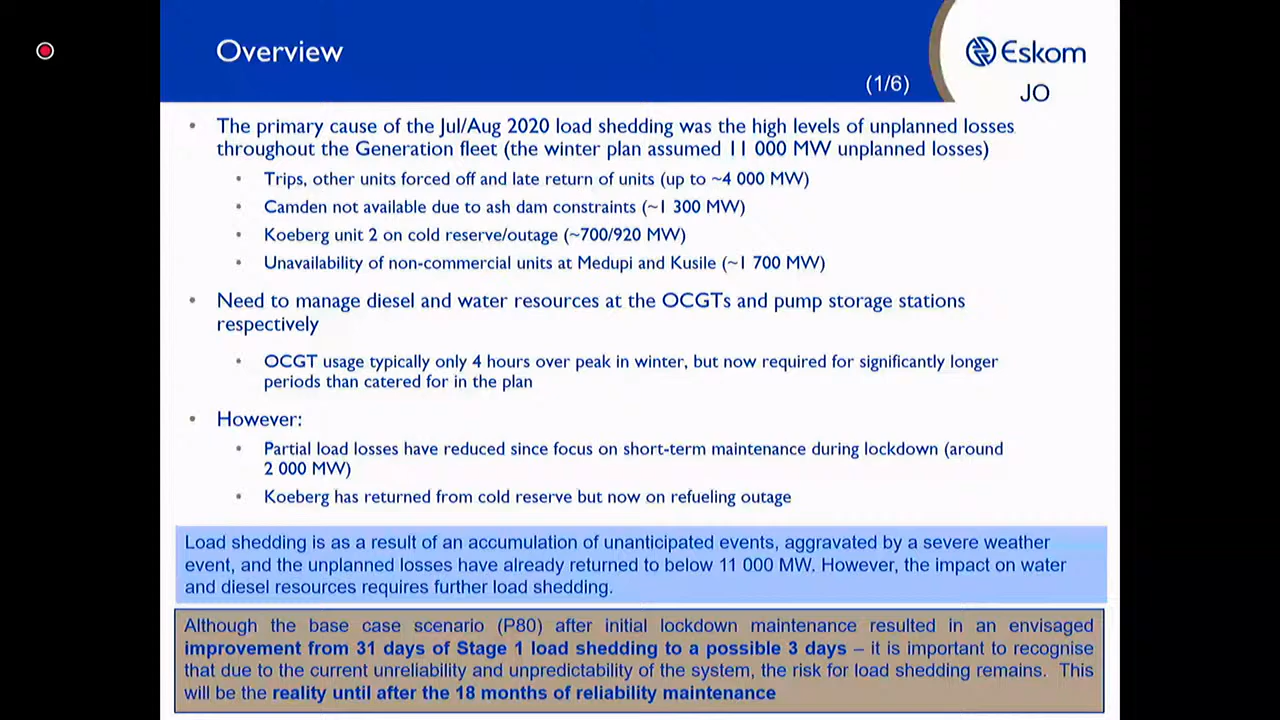 Overview
Eskom
(1/6)
JO
• The primary cause of the Jul/Aug 2020 load shedding was the high levels of unplanned losses
throughout the Generation fleet (the winter plan assumed 11 000 MW unplanned losses)
• Trips, other units forced off and late return of units (up to ~4 000 MW)
• Camden not available due to ash dam constraints (~1 300 MW)
• Koeberg unit 2 on cold reserve/outage (~700/920 MW)
• Unavailability of non-commercial units at Medupi and Kusile (~1 700 MW)
• Need to manage diesel and water resources at the OCGTs and pump storage stations
respectively
• OCGT usage typically only 4 hours over peak in winter, but now required for significantly longer
periods than catered for in the plan
• However:
• Partial load losses have reduced since focus on short-term maintenance during lockdown (around
2 000 MW)
• Koeberg has returned from cold reserve but now on refueling outage
Load shedding is as a result of an accumulation of unanticipated events, aggravated by a severe weather
event, and the unplanned losses have already returned to below 11 000 MW. However, the impact on water
and diesel resources requires further load shedding.
Although the base case scenario (P80) after initial lockdown maintenance resulted in an envisaged
improvement from 31 days of Stage 1 load shedding to a possible 3 days – it is important to recognise
that due to the current unreliability and unpredictability of the system, the risk for load shedding remains. This
will be the reality until after the 18 months of reliability maintenance